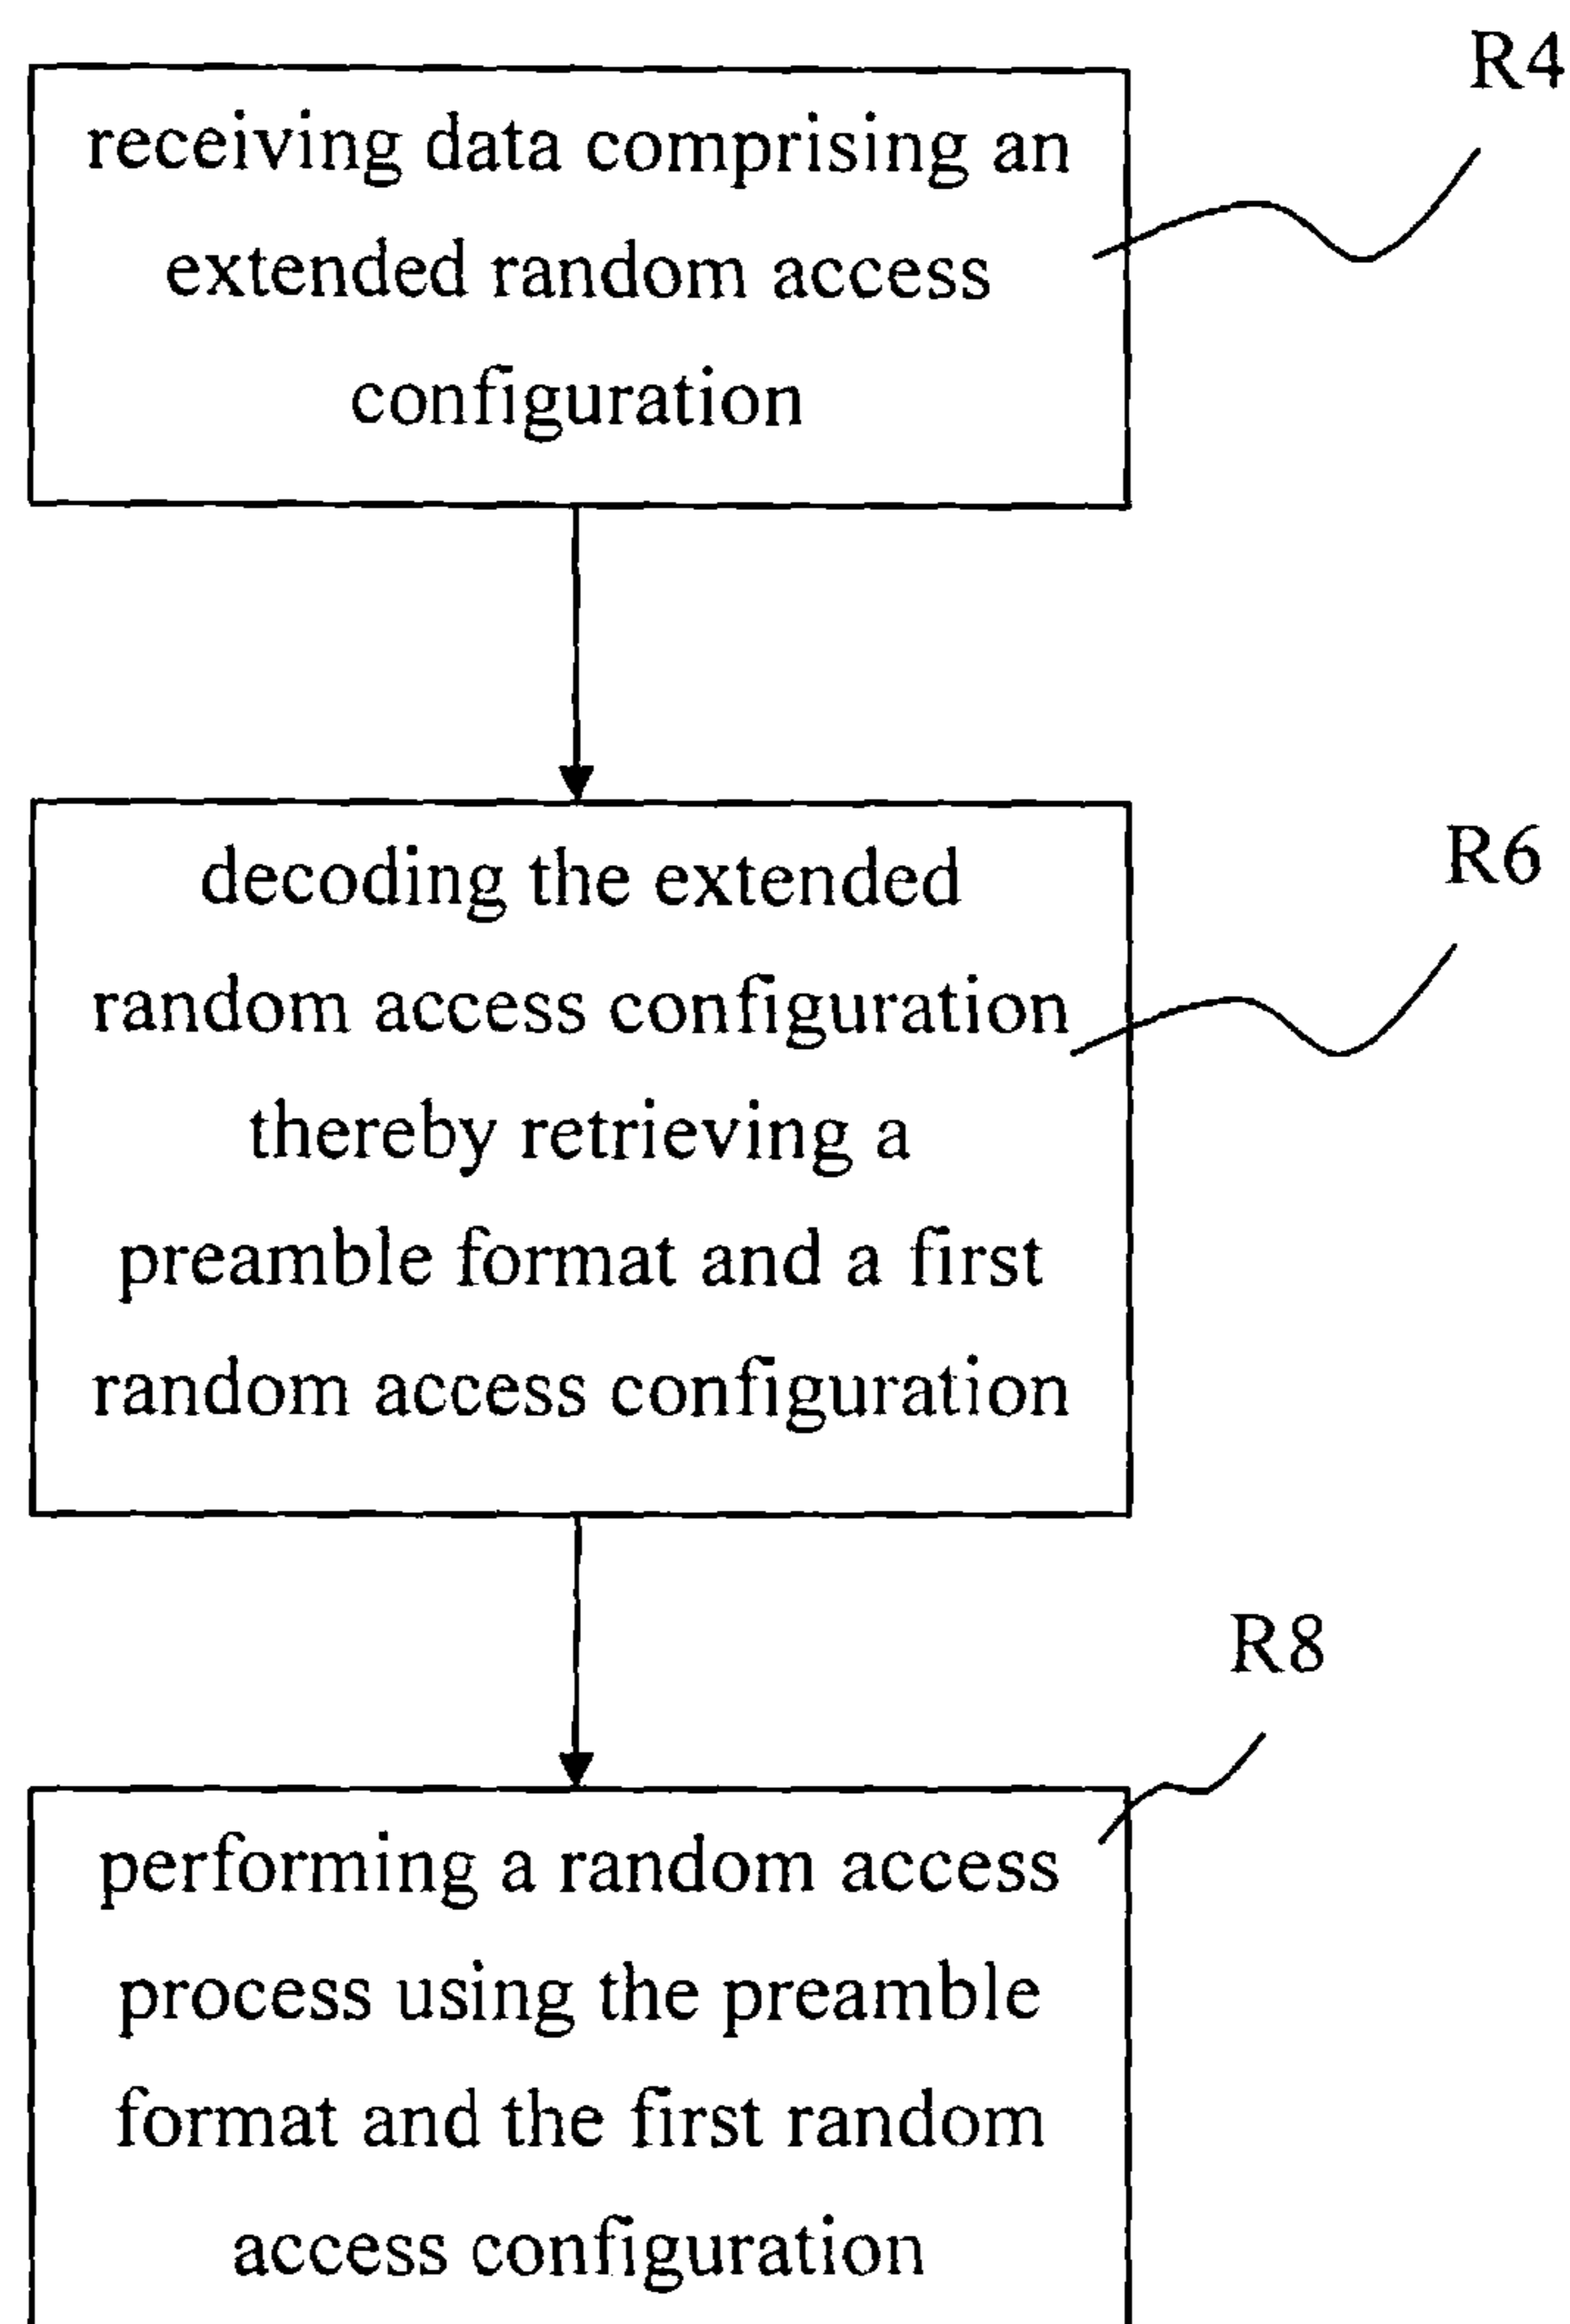 R4
receiving data comprising an
extended random access
configuration
R6
decoding the extended
random access configuration
thereby retrieving a
preamble format and a first
random access configuration
R8
performing a random access
process using the preamble
format and the first random
access configuration